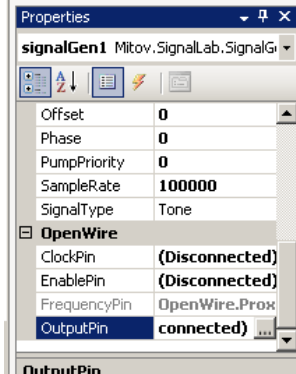 Properties
signalGen1 Mitov.SignalLab.SignalG
Offset 0
Phase 0
PumpPriority 0
SampleRate 100000
SignalType Tone
OpenWire
ClockPin (Disconnected)
EnablePin (Disconnected)
FrequencyPin OpenWire.Prox
OutputPin connected) ...
OutputPin